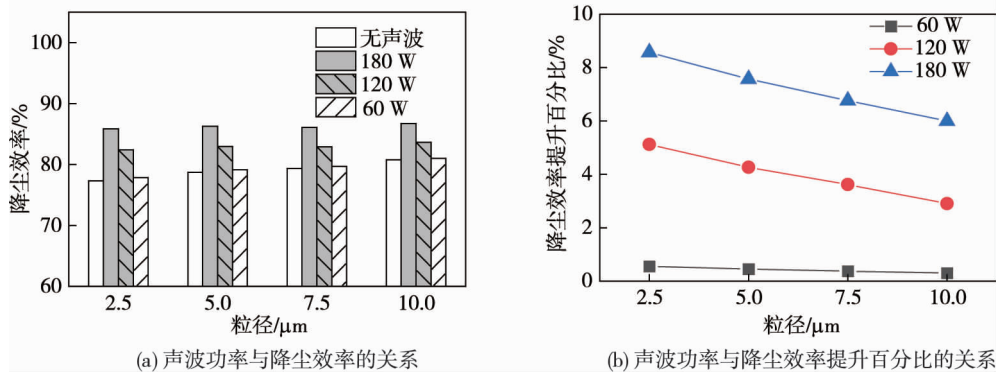 100
90
80
70
60
降尘效率/%
无声波
180 W
120 W
60 W
2.5 5.0 7.5 10.0
粒径/μm
(a) 声波功率与降尘效率的关系
10
8
6
4
2
0
降尘效率提升百分比/%
60 W
120 W
180 W
2.5 5.0 7.5 10.0
粒径/μm
(b) 声波功率与降尘效率提升百分比的关系